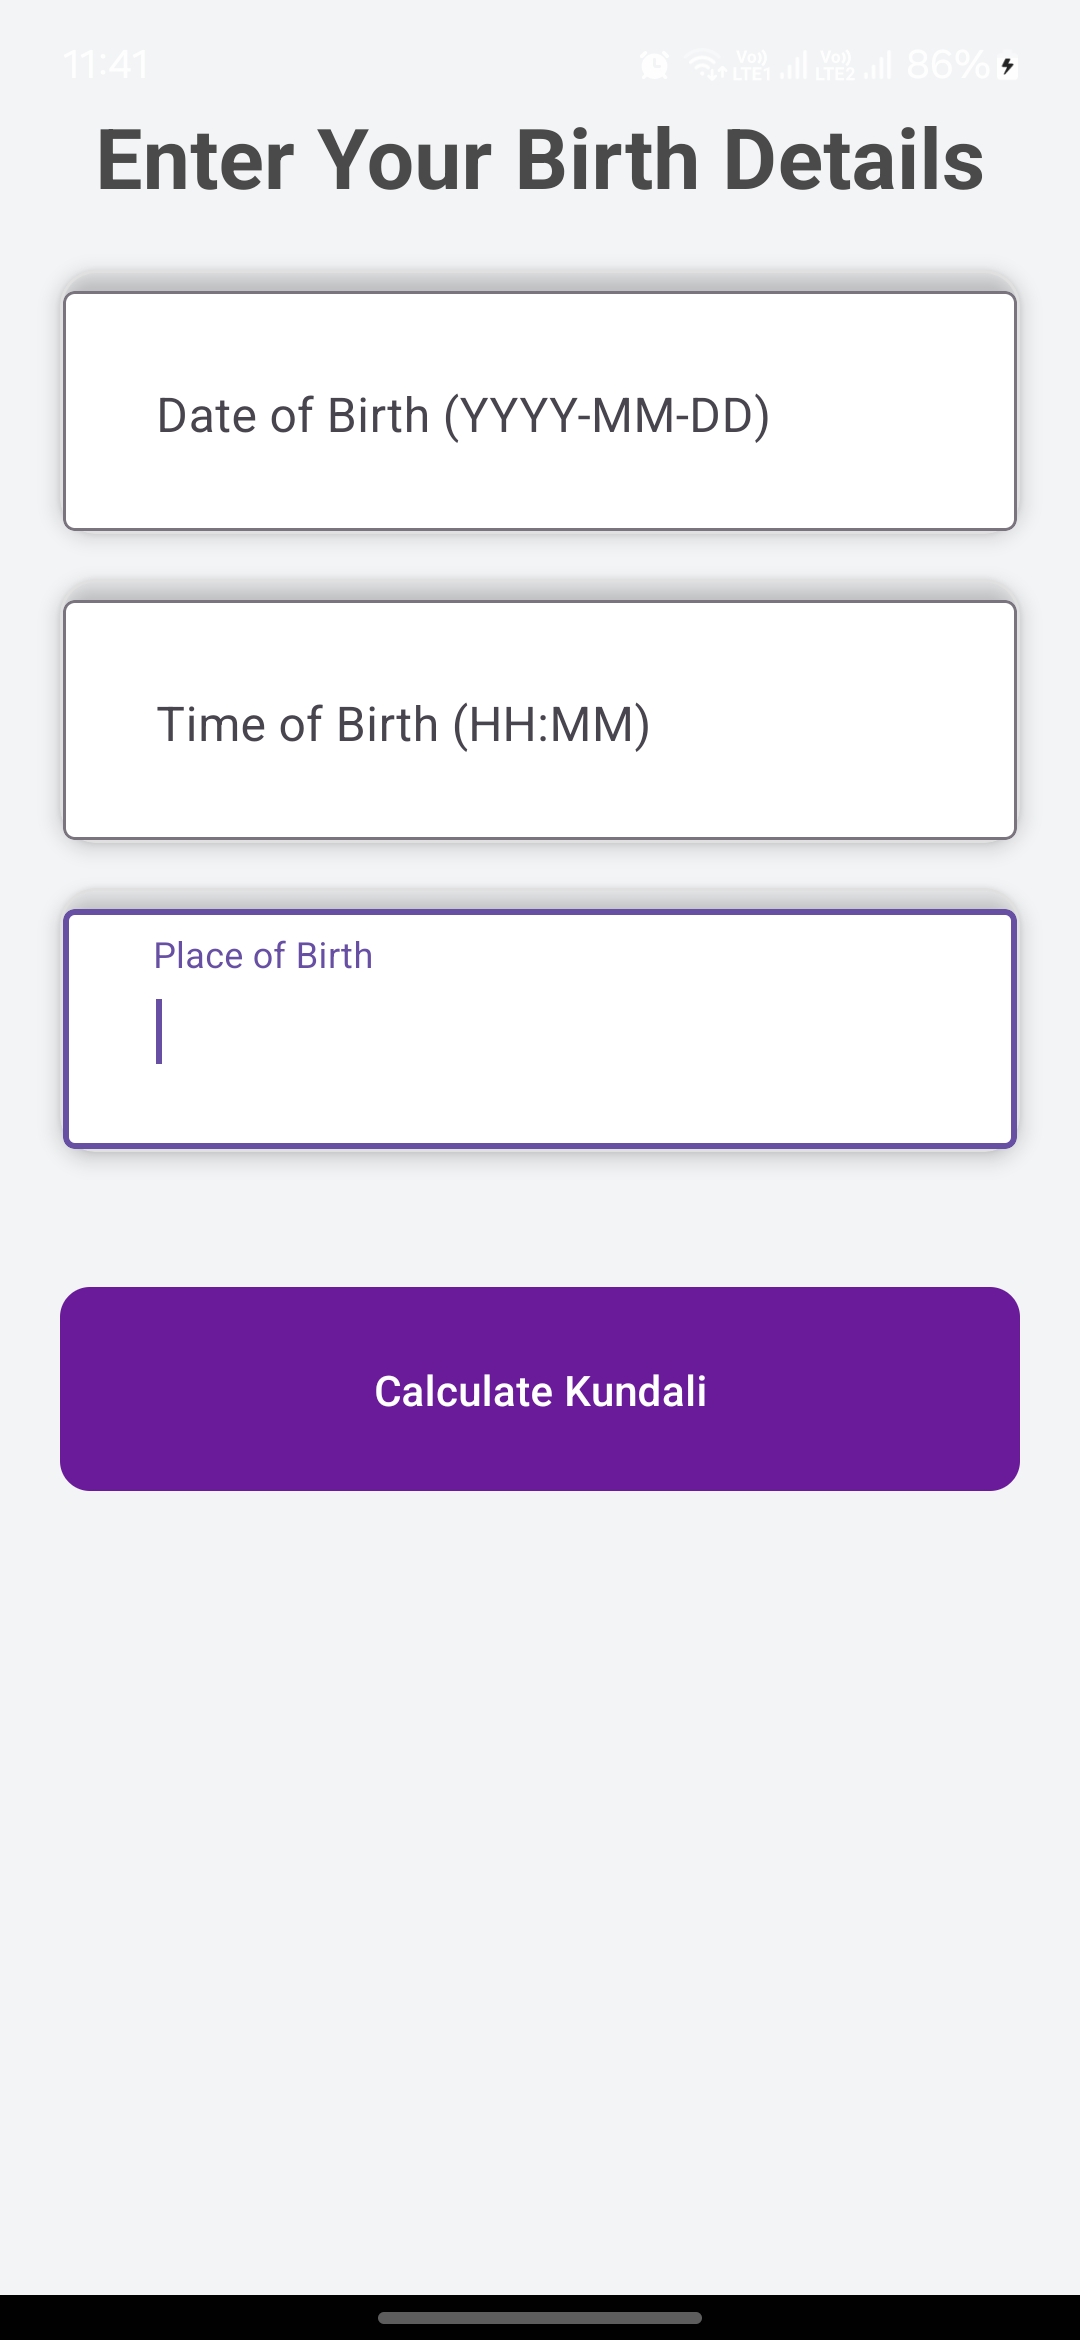 11:41 Vo)) LTE1 Vo)) LTE2 86%
Enter Your Birth Details
Date of Birth (YYYY-MM-DD)
Time of Birth (HH:MM)
Place of Birth
Calculate Kundali